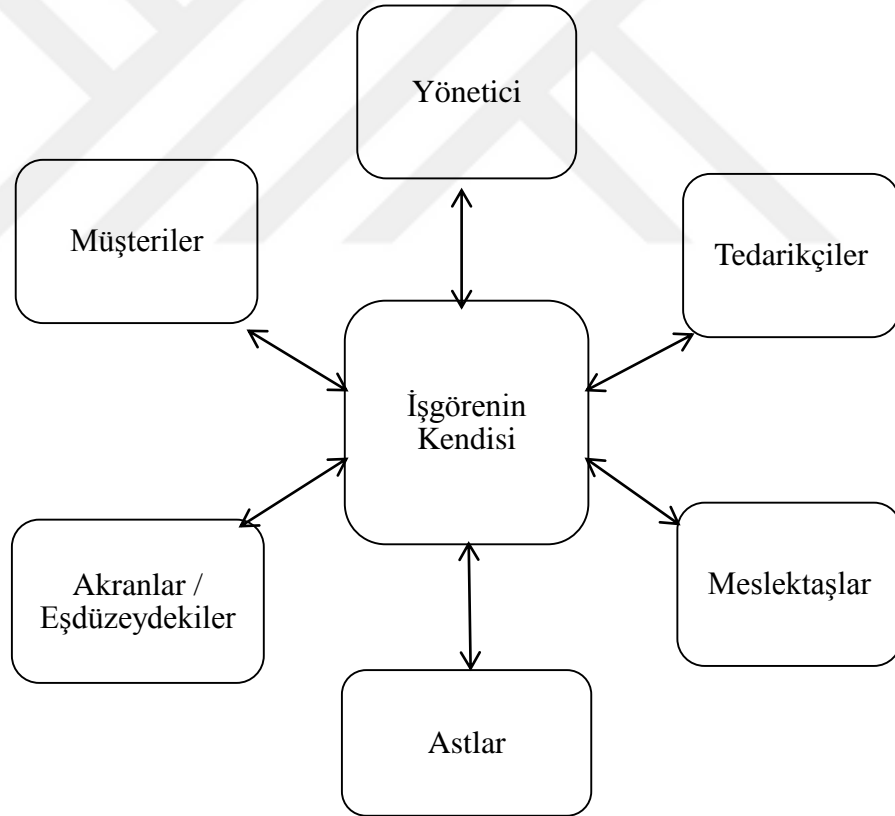 Yönetici
Müşteriler
Tedarikçiler
İşgörenin
Kendisi
Akranlar /
Eşdüzeydekiler
Meslektaşlar
Astlar